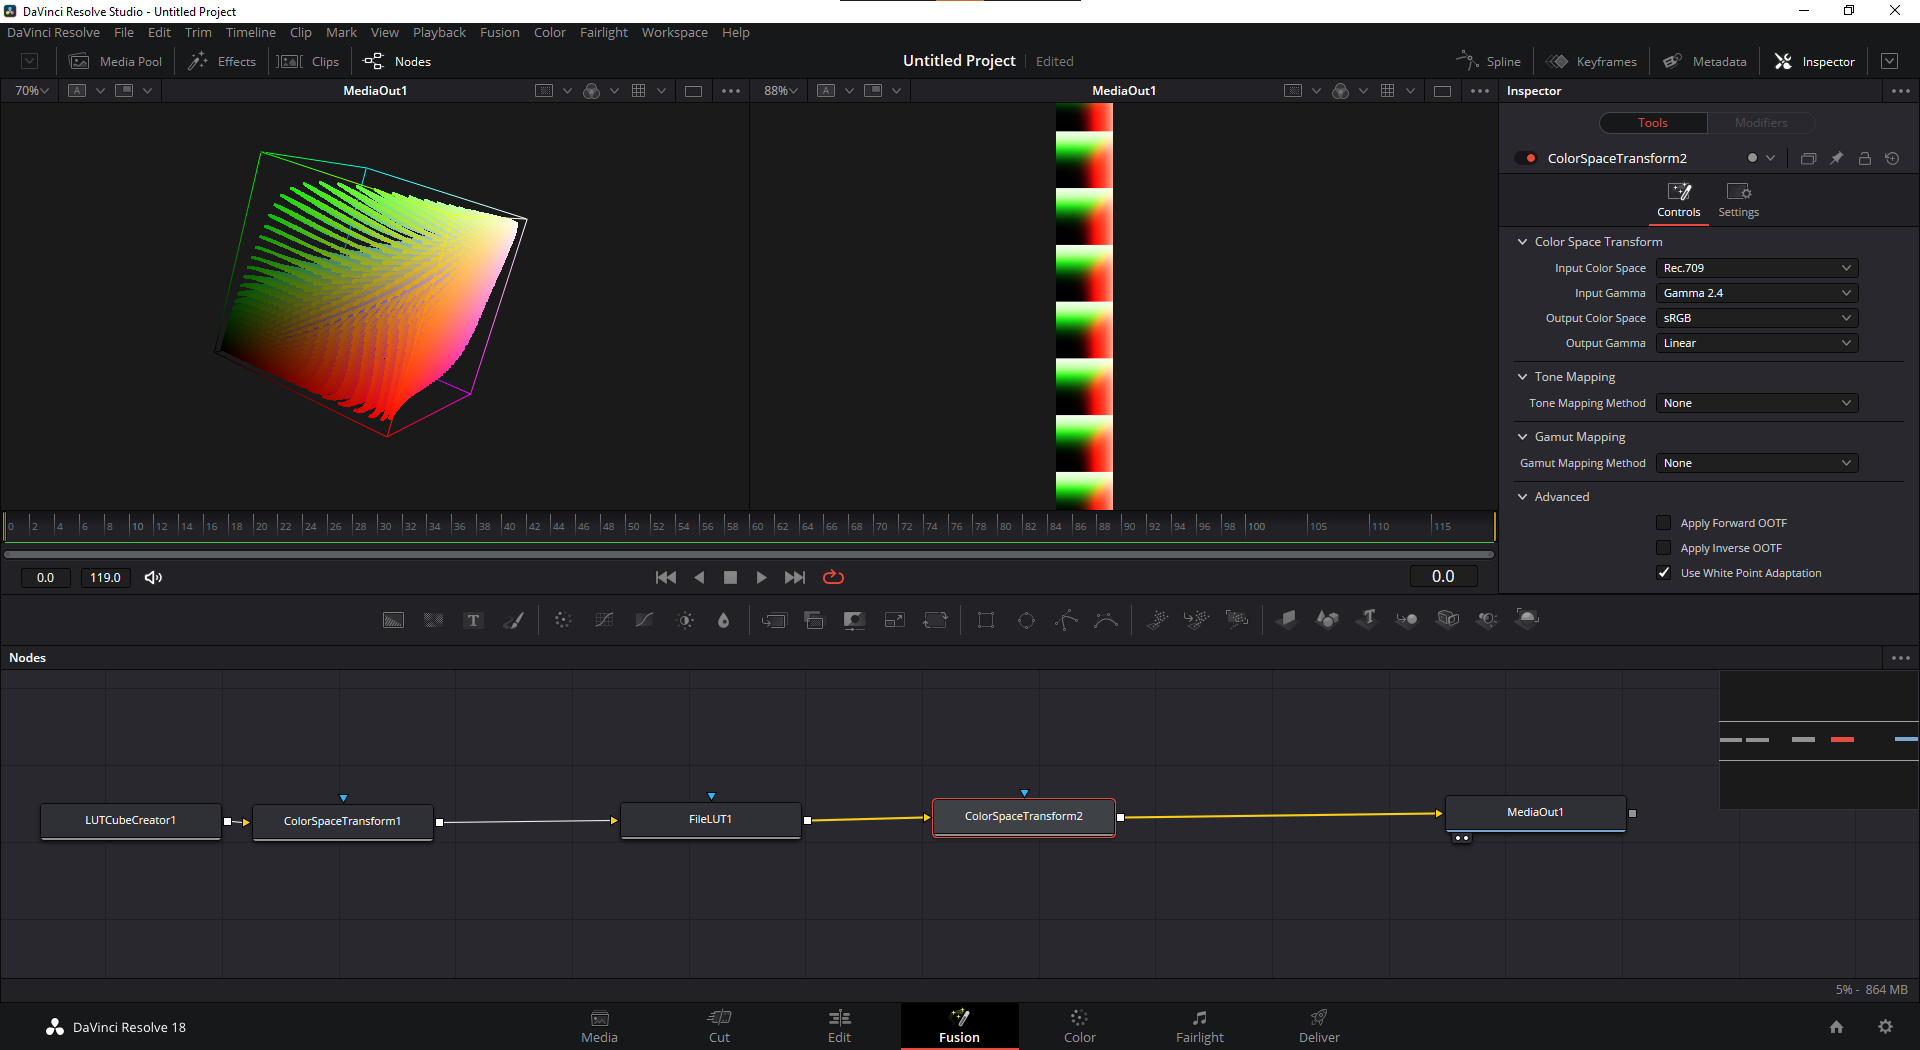 DaVinci Resolve Studio - Untitled Project
DaVinci Resolve File Edit Trim Timeline Clip Mark View Playback Fusion Color Fairlight Workspace Help
Media Pool Effects Clips Nodes Untitled Project Edited Spline Keyframes Metadata Inspector
70% A MediaOut1 88% A MediaOut1 Inspector
Tools Modifiers
ColorSpaceTransform2
Controls Settings
Color Space Transform
Input Color Space Rec.709
Input Gamma Gamma 2.4
Output Color Space sRGB
Output Gamma Linear
Tone Mapping
Tone Mapping Method None
Gamut Mapping
Gamut Mapping Method None
Advanced
Apply Forward OOTF
Apply Inverse OOTF
Use White Point Adaptation
0 2 4 6 8 10 12 14 16 18 20 22 24 26 28 30 32 34 36 38 40 42 44 46 48 50 52 54 56 58 60 62 64 66 68 70 72 74 76 78 80 82 84 86 88 90 92 94 96 98 100 105 110 115
0.0 119.0 0.0
T T
Nodes
LUTCubeCreator1 ColorSpaceTransform1 FileLUT1 ColorSpaceTransform2 MediaOut1
5% - 864 MB
DaVinci Resolve 18 Media Cut Edit Fusion Color Fairlight Deliver